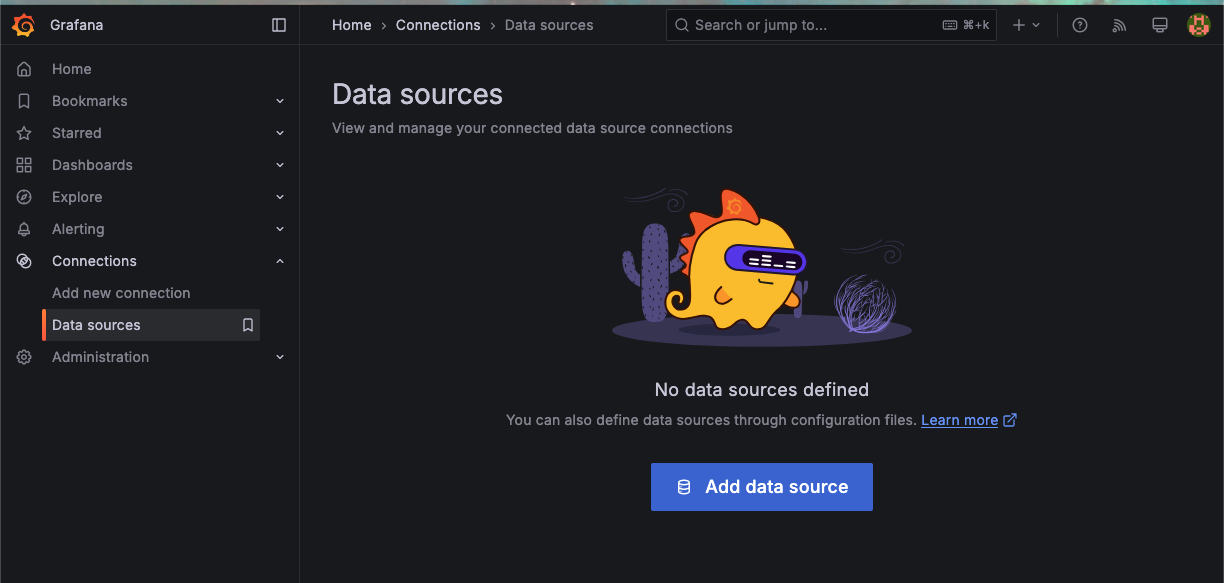 Grafana
Home › Connections › Data sources
Search or jump to...
⌘+k
Home
Bookmarks
Starred
Dashboards
Explore
Alerting
Connections
Add new connection
Data sources
Administration
Data sources
View and manage your connected data source connections
No data sources defined
You can also define data sources through configuration files. Learn more
Add data source